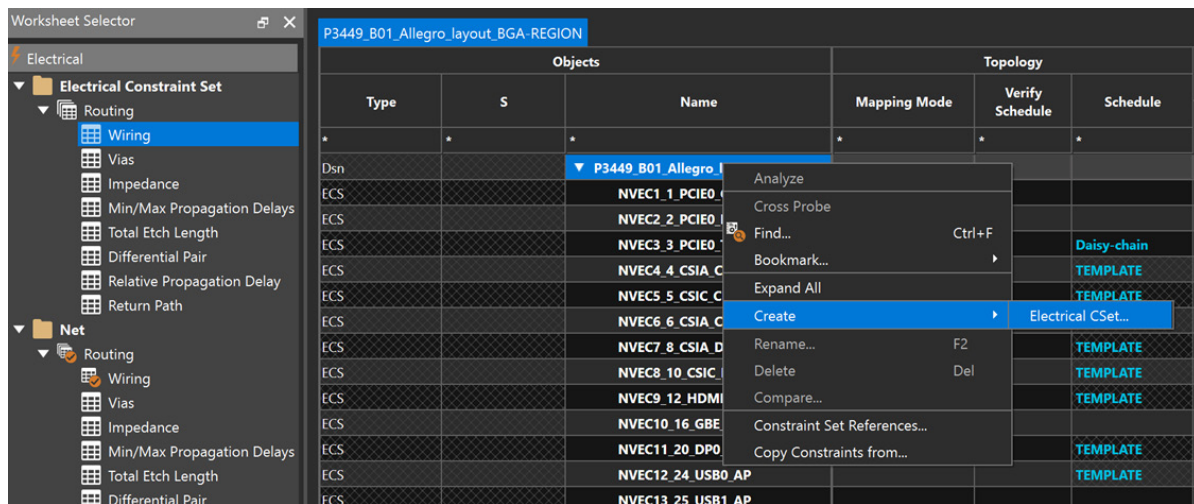 Worksheet Selector
Electrical
Electrical Constraint Set
Routing
Wiring
Vias
Impedance
Min/Max Propagation Delays
Total Etch Length
Differential Pair
Relative Propagation Delay
Return Path
Net
Routing
Wiring
Vias
Impedance
Min/Max Propagation Delays
Total Etch Length
Differential Pair
P3449_B01_Allegro_layout_BGA-REGION
Objects Topology
Type S Name Mapping Mode Verify Schedule Schedule
* * * * * *
Dsn P3449_B01_Allegro_l
ECS NVEC1_1_PCIE0_
ECS NVEC2_2_PCIE0_
ECS NVEC3_3_PCIE0_ Daisy-chain
ECS NVEC4_4_CSIA_C TEMPLATE
ECS NVEC5_5_CSIC_C TEMPLATE
ECS NVEC6_6_CSIA_C
ECS NVEC7_8_CSIA_D TEMPLATE
ECS NVEC8_10_CSIC_ TEMPLATE
ECS NVEC9_12_HDMI TEMPLATE
ECS NVEC10_16_GBE_
ECS NVEC11_20_DP0_ TEMPLATE
ECS NVEC12_24_USB0_AP
ECS NVEC13_25_USB1_AP
Analyze
Cross Probe
Find... Ctrl+F
Bookmark...
Expand All
Create
Electrical CSet...
Rename... F2
Delete Del
Compare...
Constraint Set References...
Copy Constraints from...